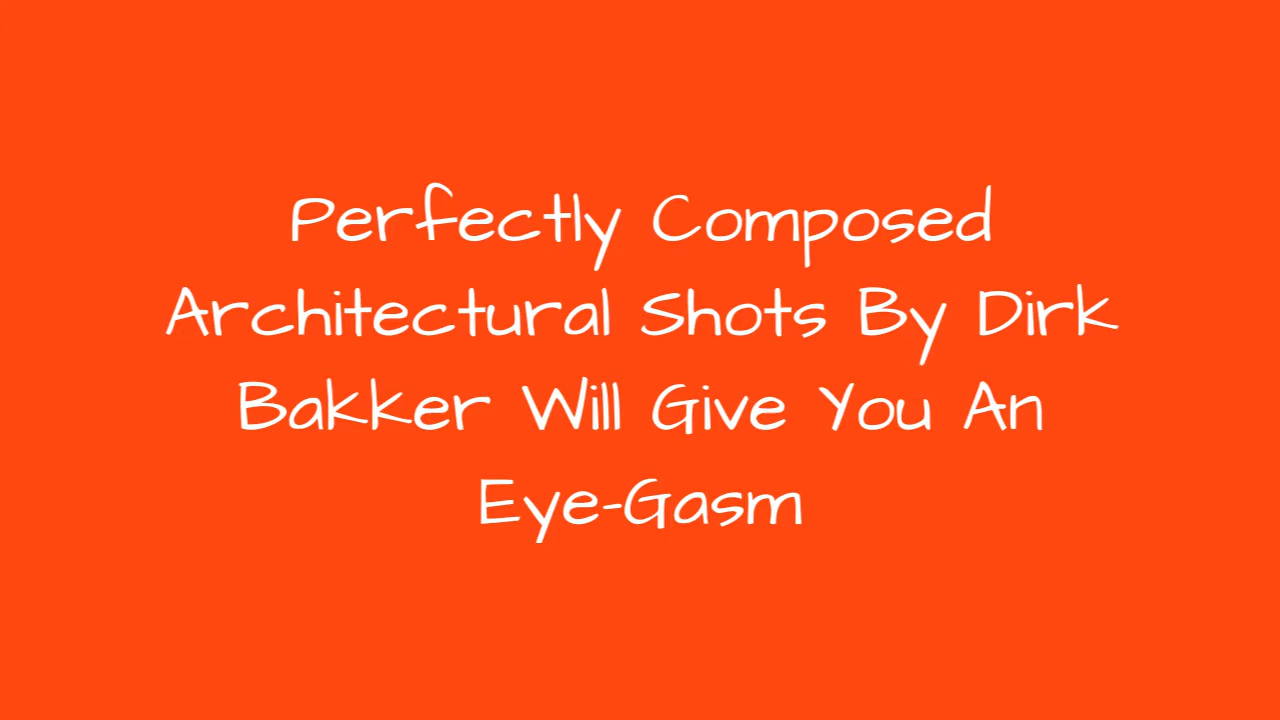 Perfectly Composed
Architectural Shots By Dirk
Bakker Will Give You An
Eye-Gasm